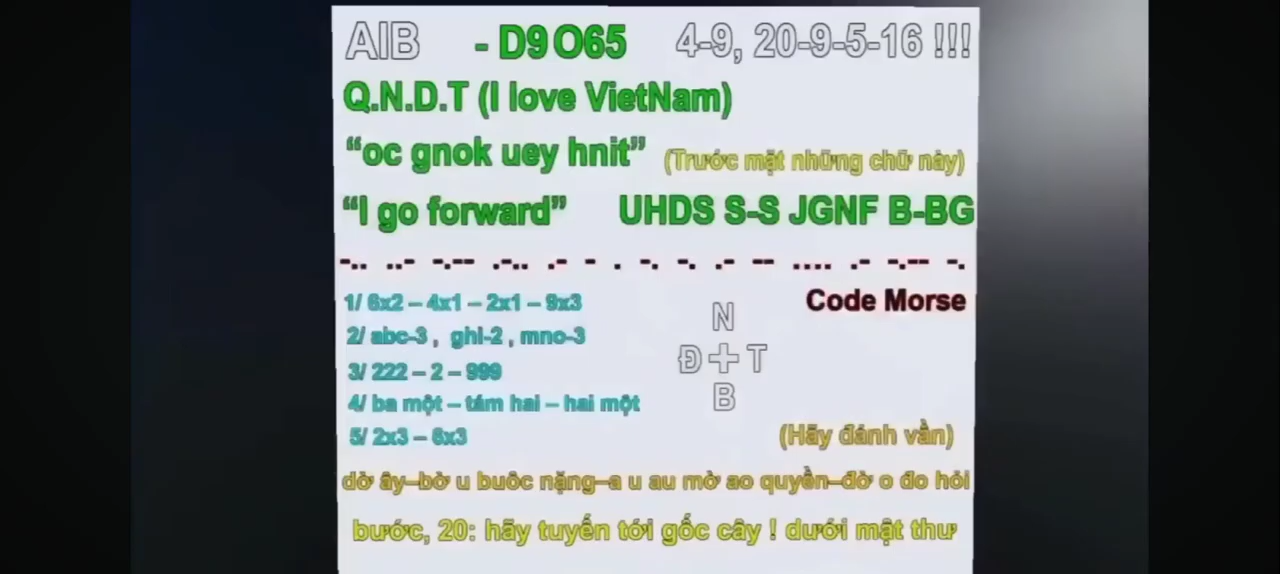 AIB - D9O65 4-9, 20-9-5-16 !!!
Q.N.D.T (I love VietNam)
“oc gnok uey hnit” (Trước mặt những chữ này)
“I go forward” UHDS S-S JGNF B-BG
-.. ..- -.-- .-.. .- - . -. -. .- -- .... .- -.-- -.
1/ 6x2 – 4x1 – 2x1 – 9x3 Code Morse
2/ abc-3 , ghi-2 , mno-3
3/ 222 – 2 – 999
4/ ba một – tám hai – hai một
5/ 2x3 – 6x3
N
Đ + T
B
(Hãy đánh vần)
dờ ây–bờ u buôc nặng–a u au mờ ao quyền–đờ o đo hỏi
bước, 20: hãy tuyến tới gốc cây ! dưới mật thư